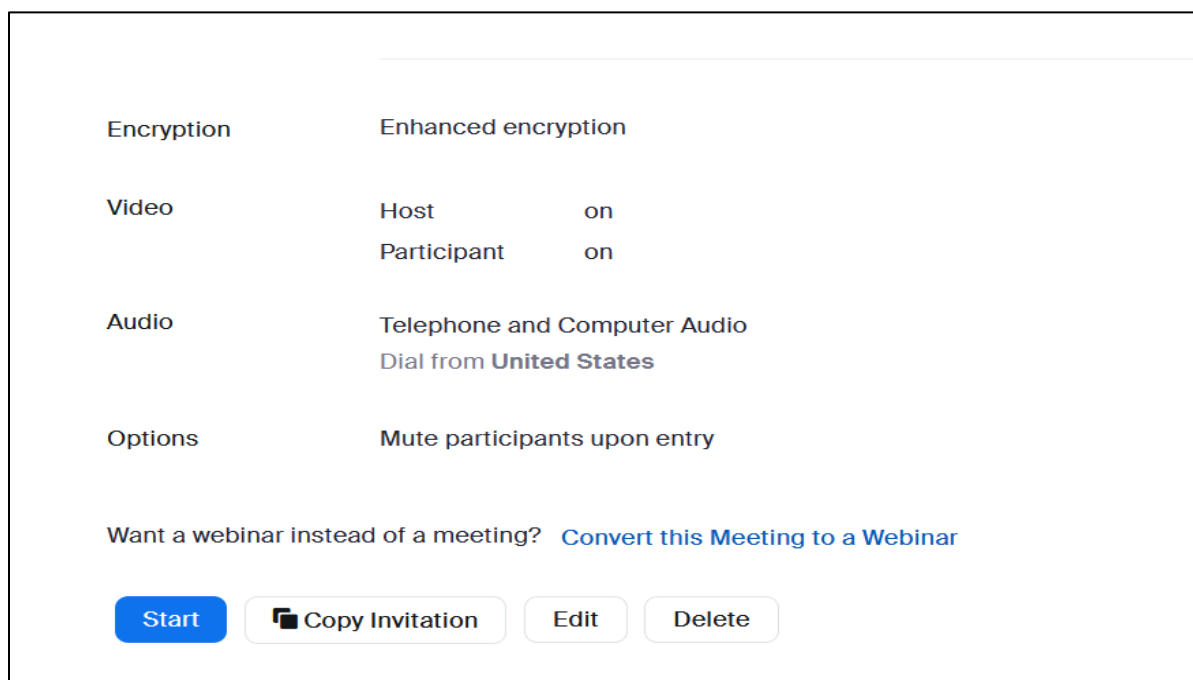 Encryption Enhanced encryption
Video Host on
Participant on
Audio Telephone and Computer Audio
Dial from United States
Options Mute participants upon entry
Want a webinar instead of a meeting? Convert this Meeting to a Webinar
Start Copy Invitation Edit Delete